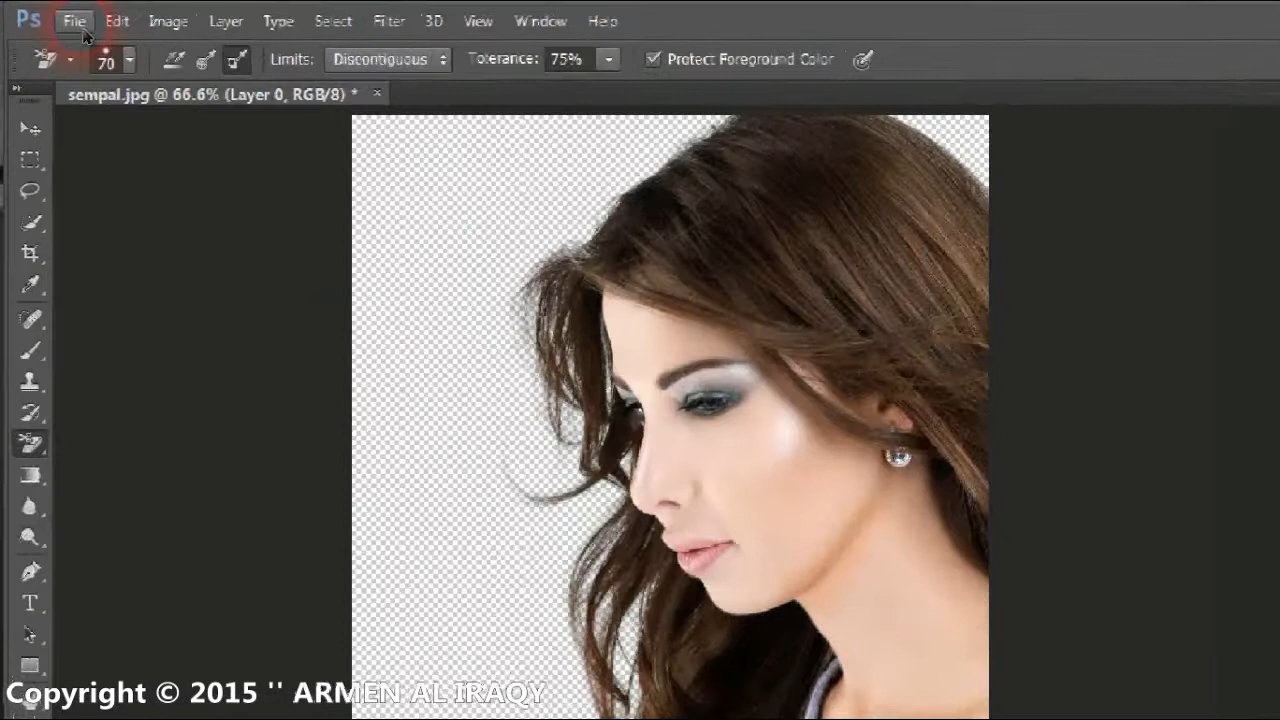 Ps File Edit Image Layer Type Select Filter 3D View Window Help
70 Limits: Discontiguous Tolerance: 75% Protect Foreground Color
sempal.jpg @ 66.6% (Layer 0, RGB/8) * ×
T
Copyright © 2015 '' ARMEN AL IRAQY